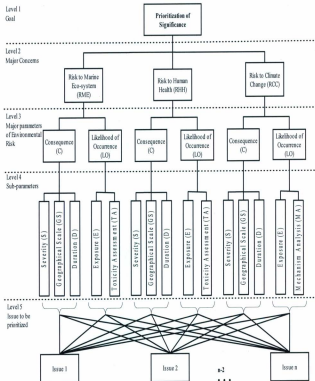 Level 1
Goal
Prioritization of
Significance
Level 2
Major Concerns
Risk to Marine
Eco-system
(RME)
Risk to Human
Health (RHH)
Risk to Climate
Change (RCC)
Level 3
Major parameters
of Environmental
Risk
Consequence
(C)
Likelihood of
Occurrence
(LO)
Consequence
(C)
Likelihood of
Occurrence
(LO)
Consequence
(C)
Likelihood of
Occurrence
(LO)
Level 4
Sub-parameters
Severity (S)
Geographical Scale (GS)
Duration (D)
Exposure (E)
Toxicity Assessment (TA)
Severity (S)
Geographical Scale (GS)
Duration (D)
Exposure (E)
Toxicity Assessment (TA)
Severity (S)
Geographical Scale (GS)
Duration (D)
Exposure (E)
Mechanism Analysis (MA)
Level 5
Issue to be
prioritized
Issue 1
Issue 2
n-2
Issue n